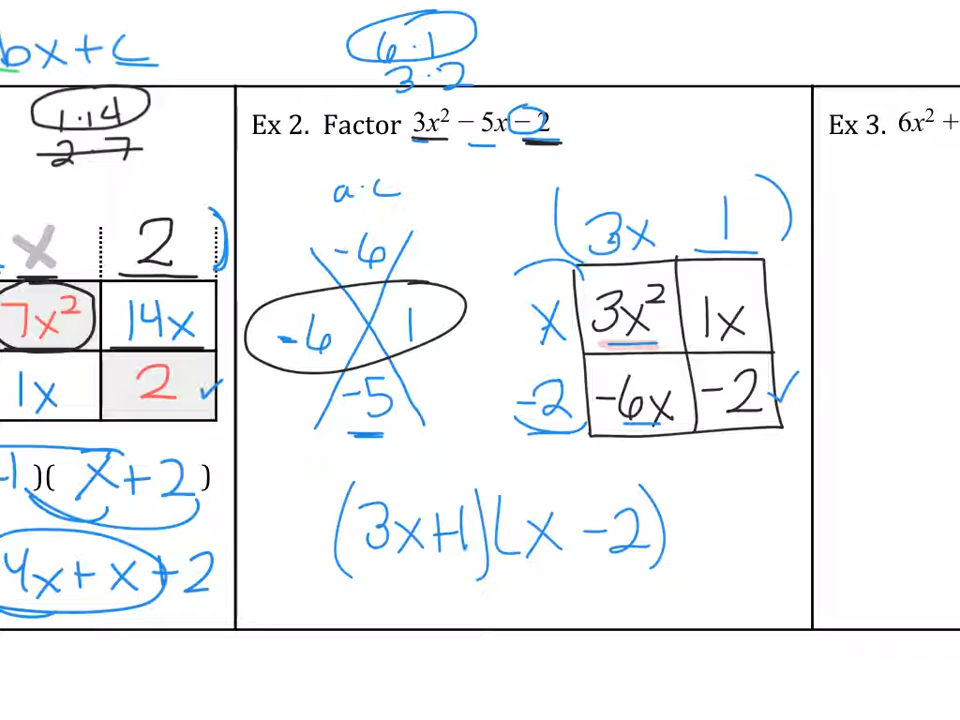 bx+c
6·1
3·2
1·14
2·7
Ex 2. Factor 3x² − 5x − 2
Ex 3. 6x² +
a·c
x 2
7x² 14x
1x 2
-6
-6 1
-5
3x 1
x 3x² 1x
-2 -6x -2
1 )( x+2 )
4x+x+2
(3x+1)(x-2)